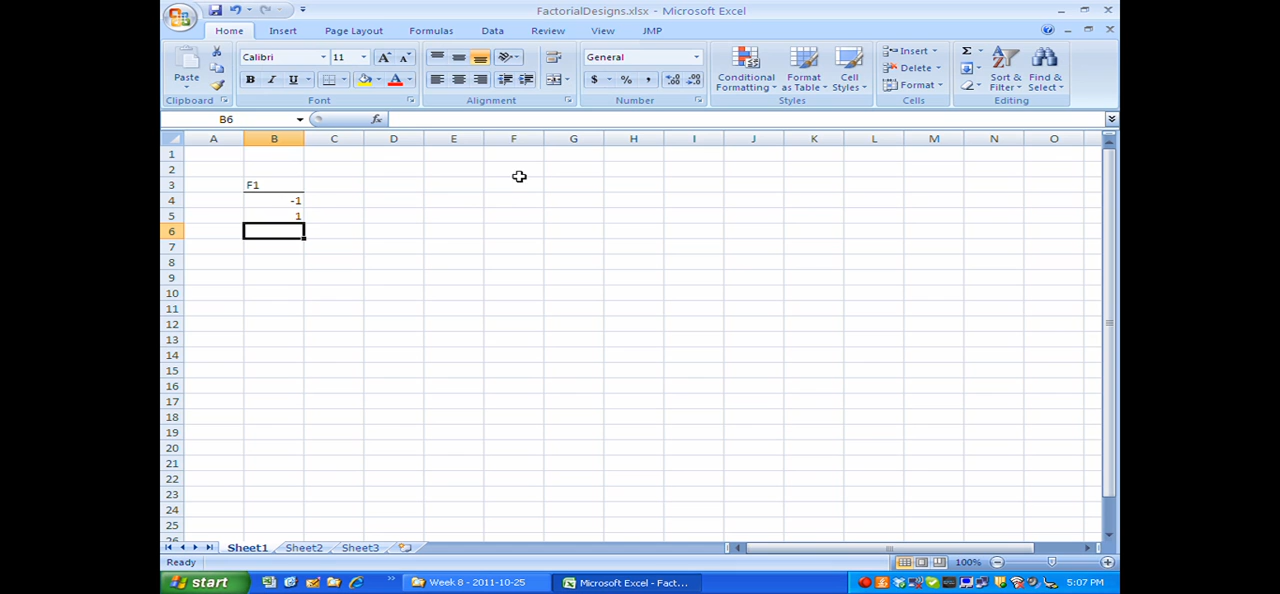 FactorialDesigns.xlsx - Microsoft Excel
Home Insert Page Layout Formulas Data Review View JMP
Calibri 11 A A General Σ Insert
Paste Conditional Format Cell Delete Sort & Find &
B I U A $ % , Formatting as Table Styles Format Filter Select
Clipboard Font Alignment Number Styles Cells Editing
B6 fx
A B C D E F G H I J K L M N O
1
2
3 F1
4 -1
5 1
6
7
8
9
10
11
12
13
14
15
16
17
18
19
20
21
22
23
24
25
26
Sheet1 Sheet2 Sheet3
Ready 100%
start » Week 8 - 2011-10-25 Microsoft Excel - Fact... 5:07 PM